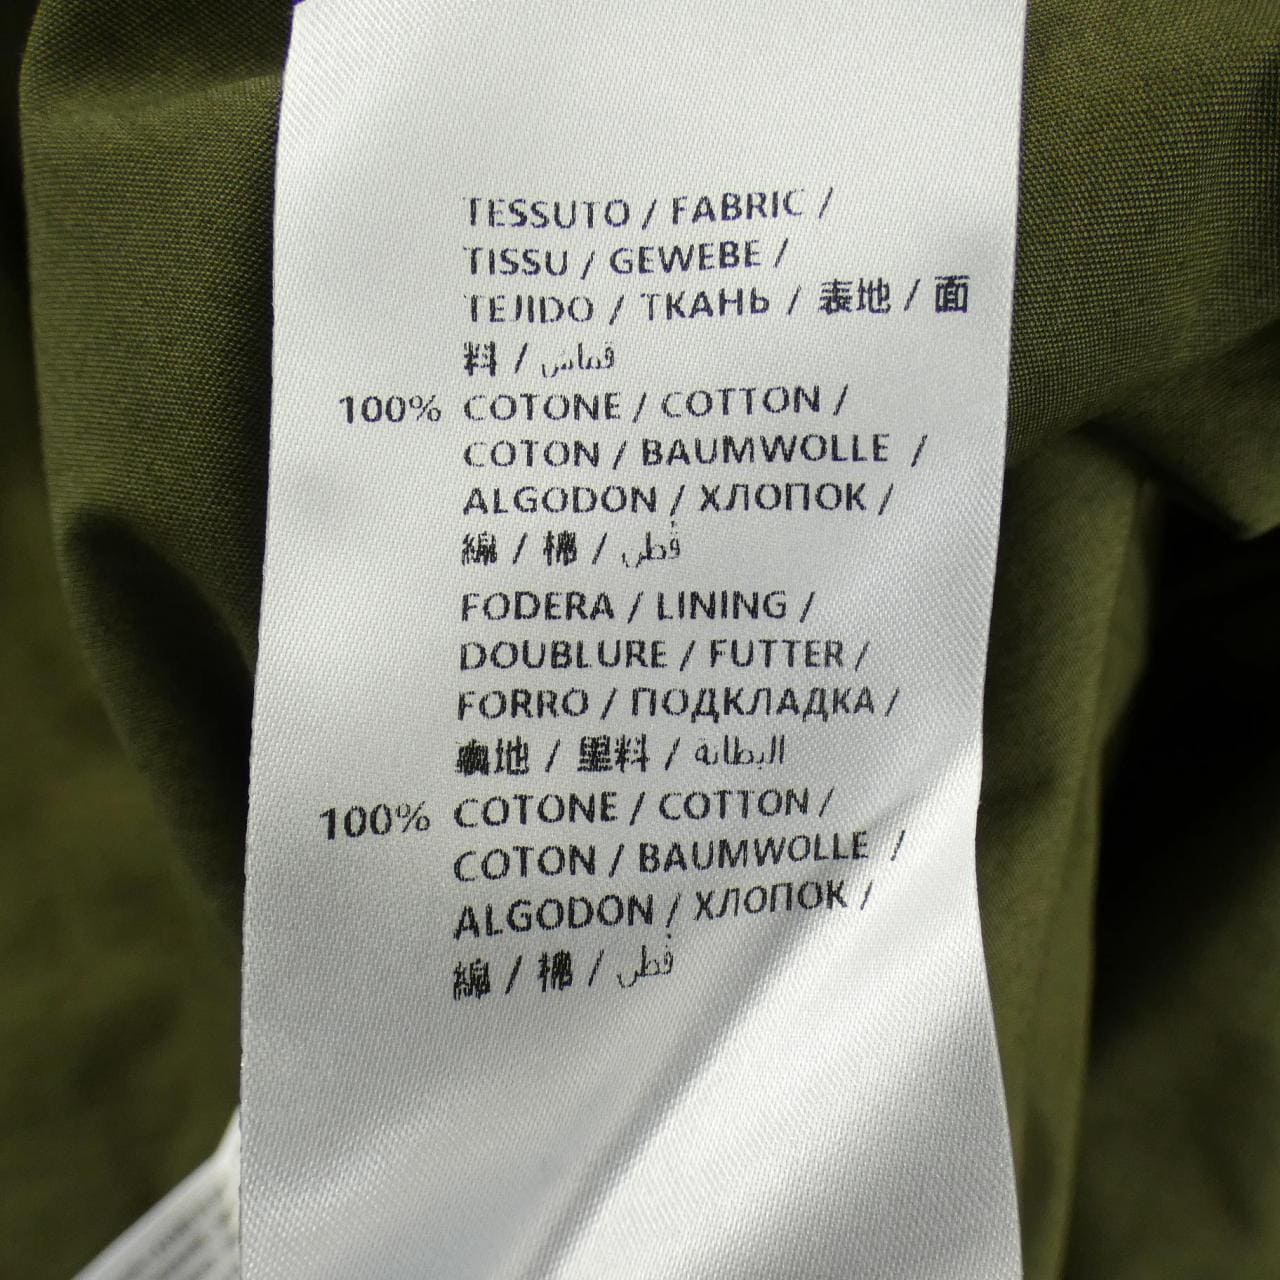 TESSUTO / FABRIC /
TISSU / GEWEBE /
TEJIDO / ТКАНЬ / 表地 / 面
料 / قماش
100% COTONE / COTTON /
COTON / BAUMWOLLE /
ALGODON / ХЛОПОК /
綿 / 棉 / قطن
FODERA / LINING /
DOUBLURE / FUTTER /
FORRO / ПОДКЛАДКА /
裏地 / 里料 / البطانة
100% COTONE / COTTON /
COTON / BAUMWOLLE /
ALGODON / ХЛОПОК /
綿 / 棉 / قطن